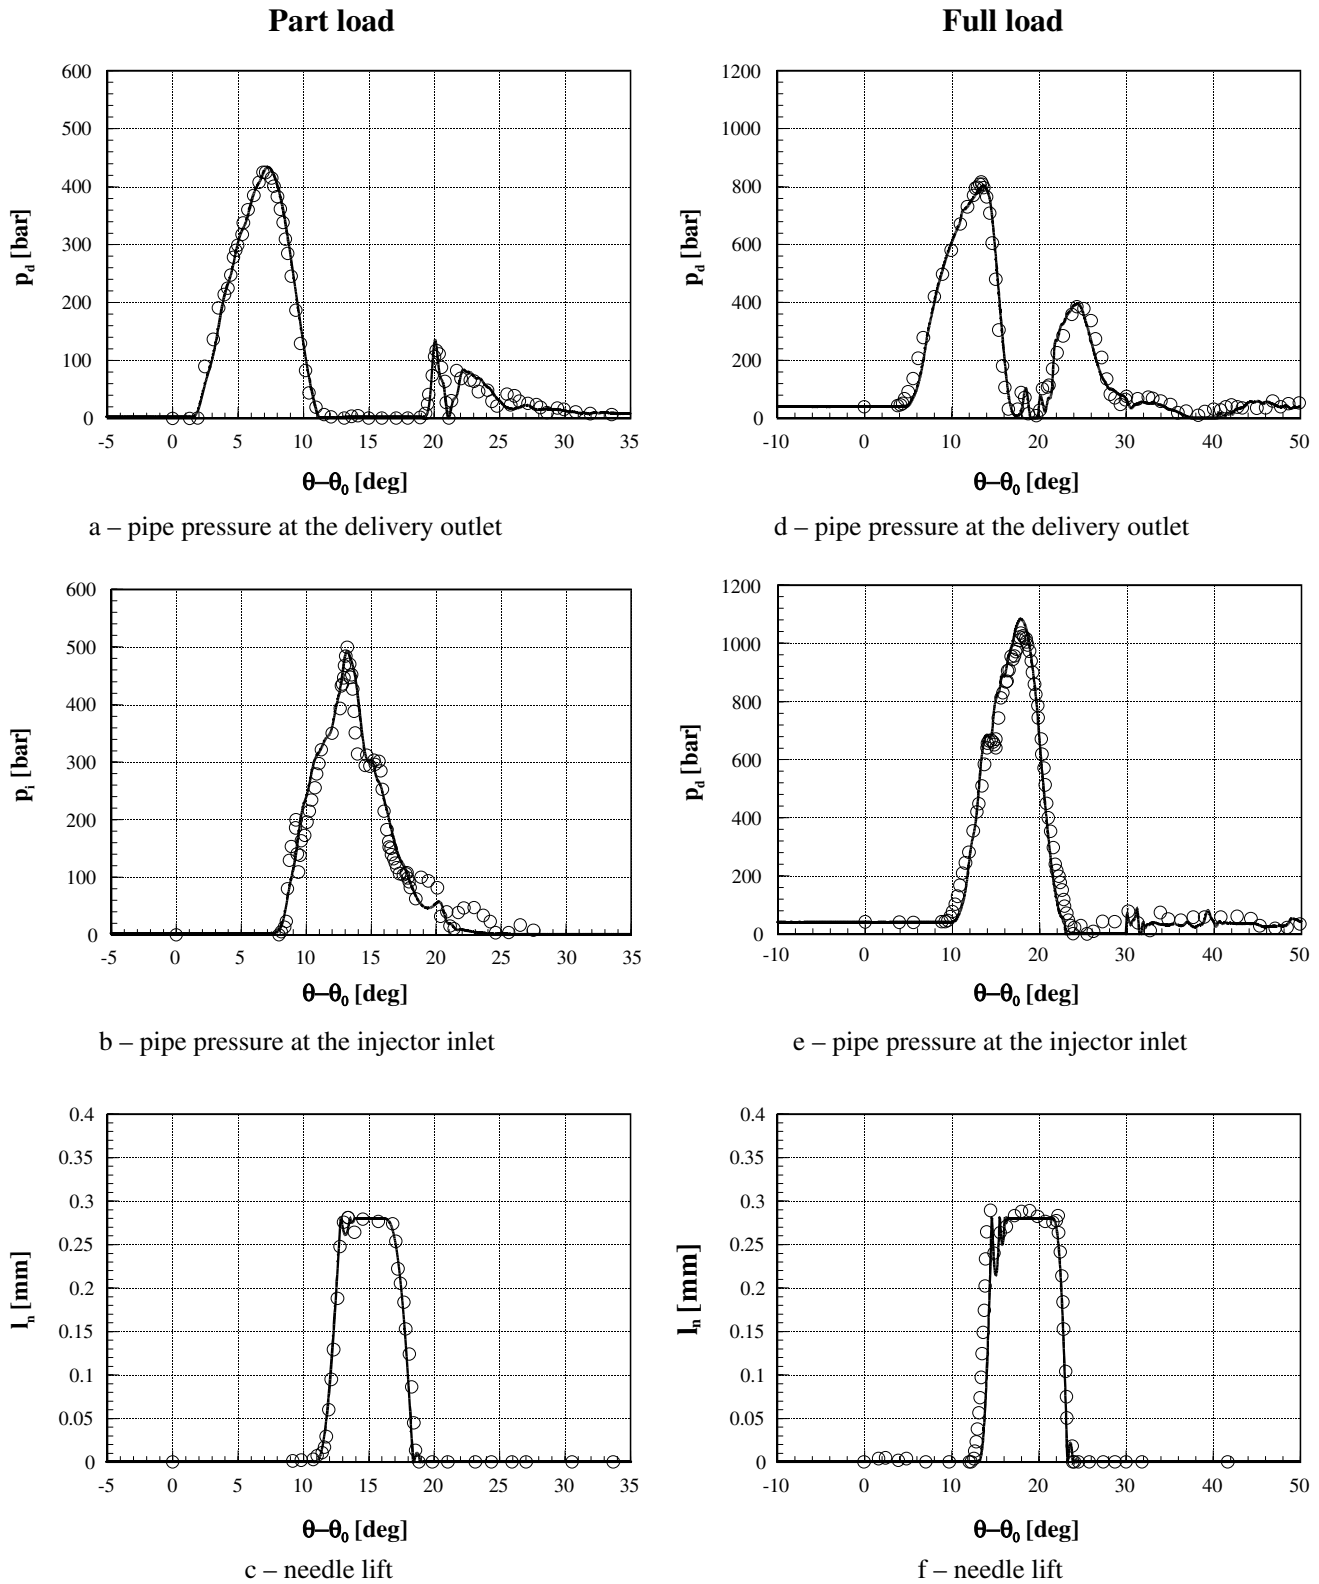 Part load
Full load
600
500
400
300
200
100
0
-5 0 5 10 15 20 25 30 35
p_d [bar]
θ–θ_0 [deg]
a – pipe pressure at the delivery outlet
1200
1000
800
600
400
200
0
-10 0 10 20 30 40 50
p_d [bar]
θ–θ_0 [deg]
d – pipe pressure at the delivery outlet
600
500
400
300
200
100
0
-5 0 5 10 15 20 25 30 35
p_i [bar]
θ–θ_0 [deg]
b – pipe pressure at the injector inlet
1200
1000
800
600
400
200
0
-10 0 10 20 30 40 50
p_d [bar]
θ–θ_0 [deg]
e – pipe pressure at the injector inlet
0.4
0.35
0.3
0.25
0.2
0.15
0.1
0.05
0
-5 0 5 10 15 20 25 30 35
l_n [mm]
θ–θ_0 [deg]
c – needle lift
0.4
0.35
0.3
0.25
0.2
0.15
0.1
0.05
0
-10 0 10 20 30 40 50
l_n [mm]
θ–θ_0 [deg]
f – needle lift